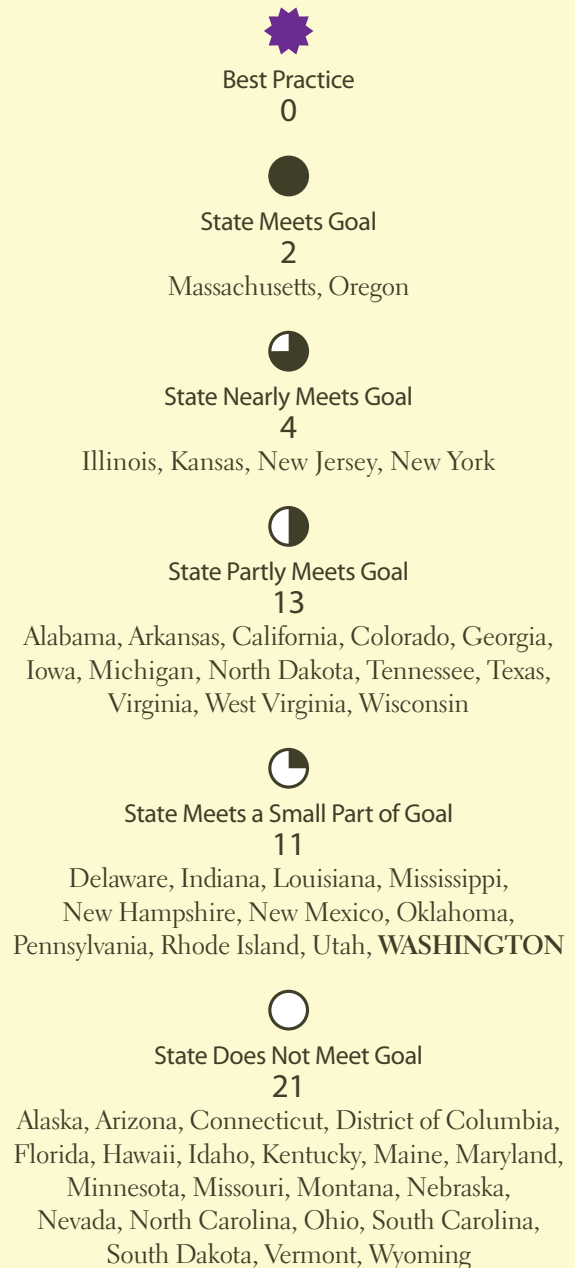 Best Practice
0
State Meets Goal
2
Massachusetts, Oregon
State Nearly Meets Goal
4
Illinois, Kansas, New Jersey, New York
State Partly Meets Goal
13
Alabama, Arkansas, California, Colorado, Georgia,
Iowa, Michigan, North Dakota, Tennessee, Texas,
Virginia, West Virginia, Wisconsin
State Meets a Small Part of Goal
11
Delaware, Indiana, Louisiana, Mississippi,
New Hampshire, New Mexico, Oklahoma,
Pennsylvania, Rhode Island, Utah, WASHINGTON
State Does Not Meet Goal
21
Alaska, Arizona, Connecticut, District of Columbia,
Florida, Hawaii, Idaho, Kentucky, Maine, Maryland,
Minnesota, Missouri, Montana, Nebraska,
Nevada, North Carolina, Ohio, South Carolina,
South Dakota, Vermont, Wyoming